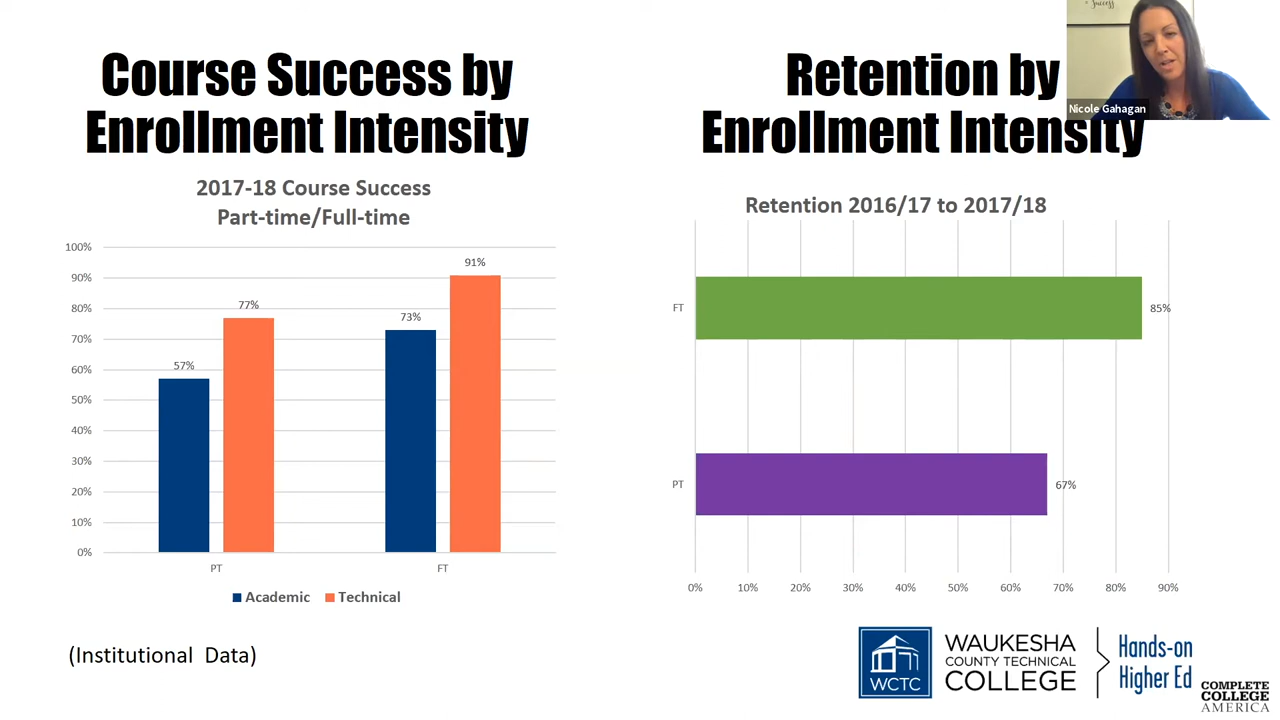 Course Success by
Enrollment Intensity
2017-18 Course Success
Part-time/Full-time
100%
90%
80%
70%
60%
50%
40%
30%
20%
10%
0%
57%
77%
73%
91%
PT
FT
Academic
Technical
(Institutional Data)
Retention by
Enrollment Intensity
Success
Nicole Gahagan
Retention 2016/17 to 2017/18
FT
85%
PT
67%
0%
10%
20%
30%
40%
50%
60%
70%
80%
90%
WCTC
WAUKESHA
COUNTY TECHNICAL
COLLEGE
Hands-on
Higher Ed
COMPLETE
COLLEGE
AMERICA